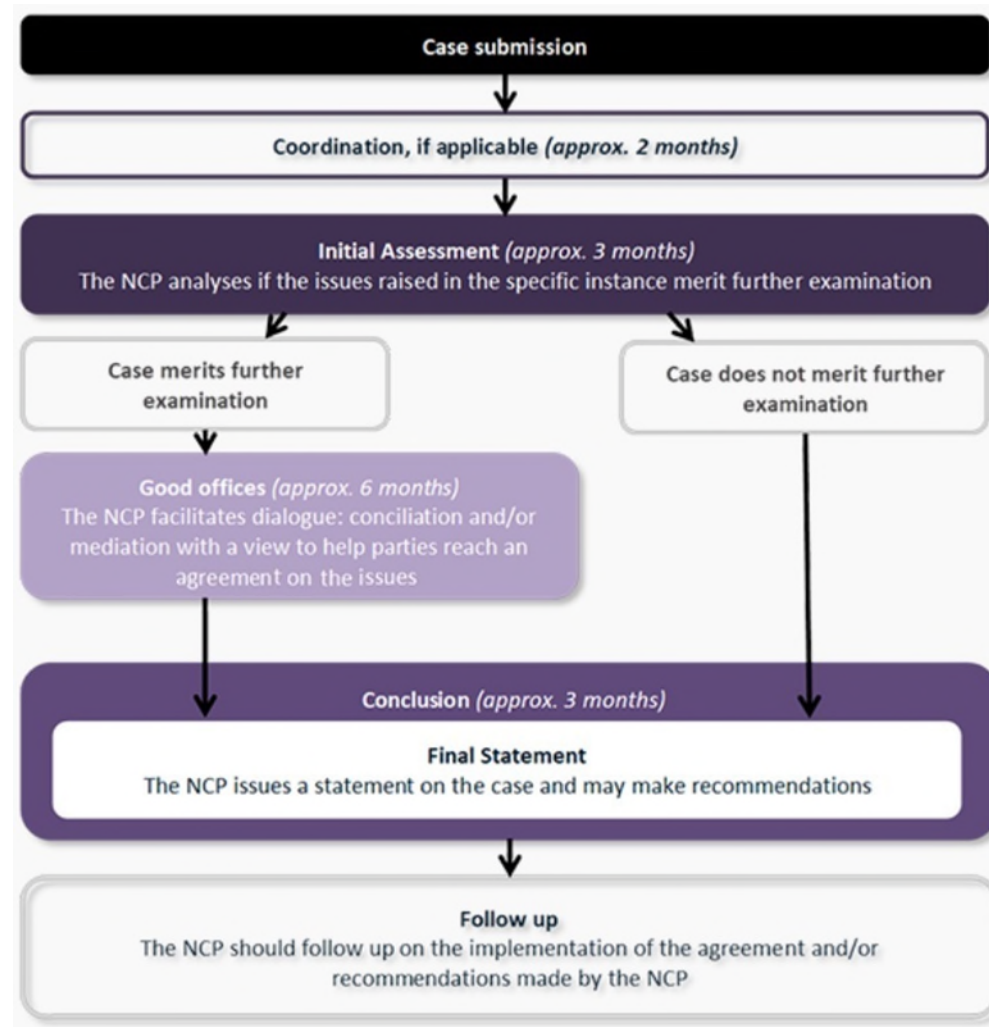 Case submission
Coordination, if applicable (approx. 2 months)
Initial Assessment (approx. 3 months)
The NCP analyses if the issues raised in the specific instance merit further examination
Case merits further
examination
Case does not merit further
examination
Good offices (approx. 6 months)
The NCP facilitates dialogue: conciliation and/or
mediation with a view to help parties reach an
agreement on the issues
Conclusion (approx. 3 months)
Final Statement
The NCP issues a statement on the case and may make recommendations
Follow up
The NCP should follow up on the implementation of the agreement and/or
recommendations made by the NCP